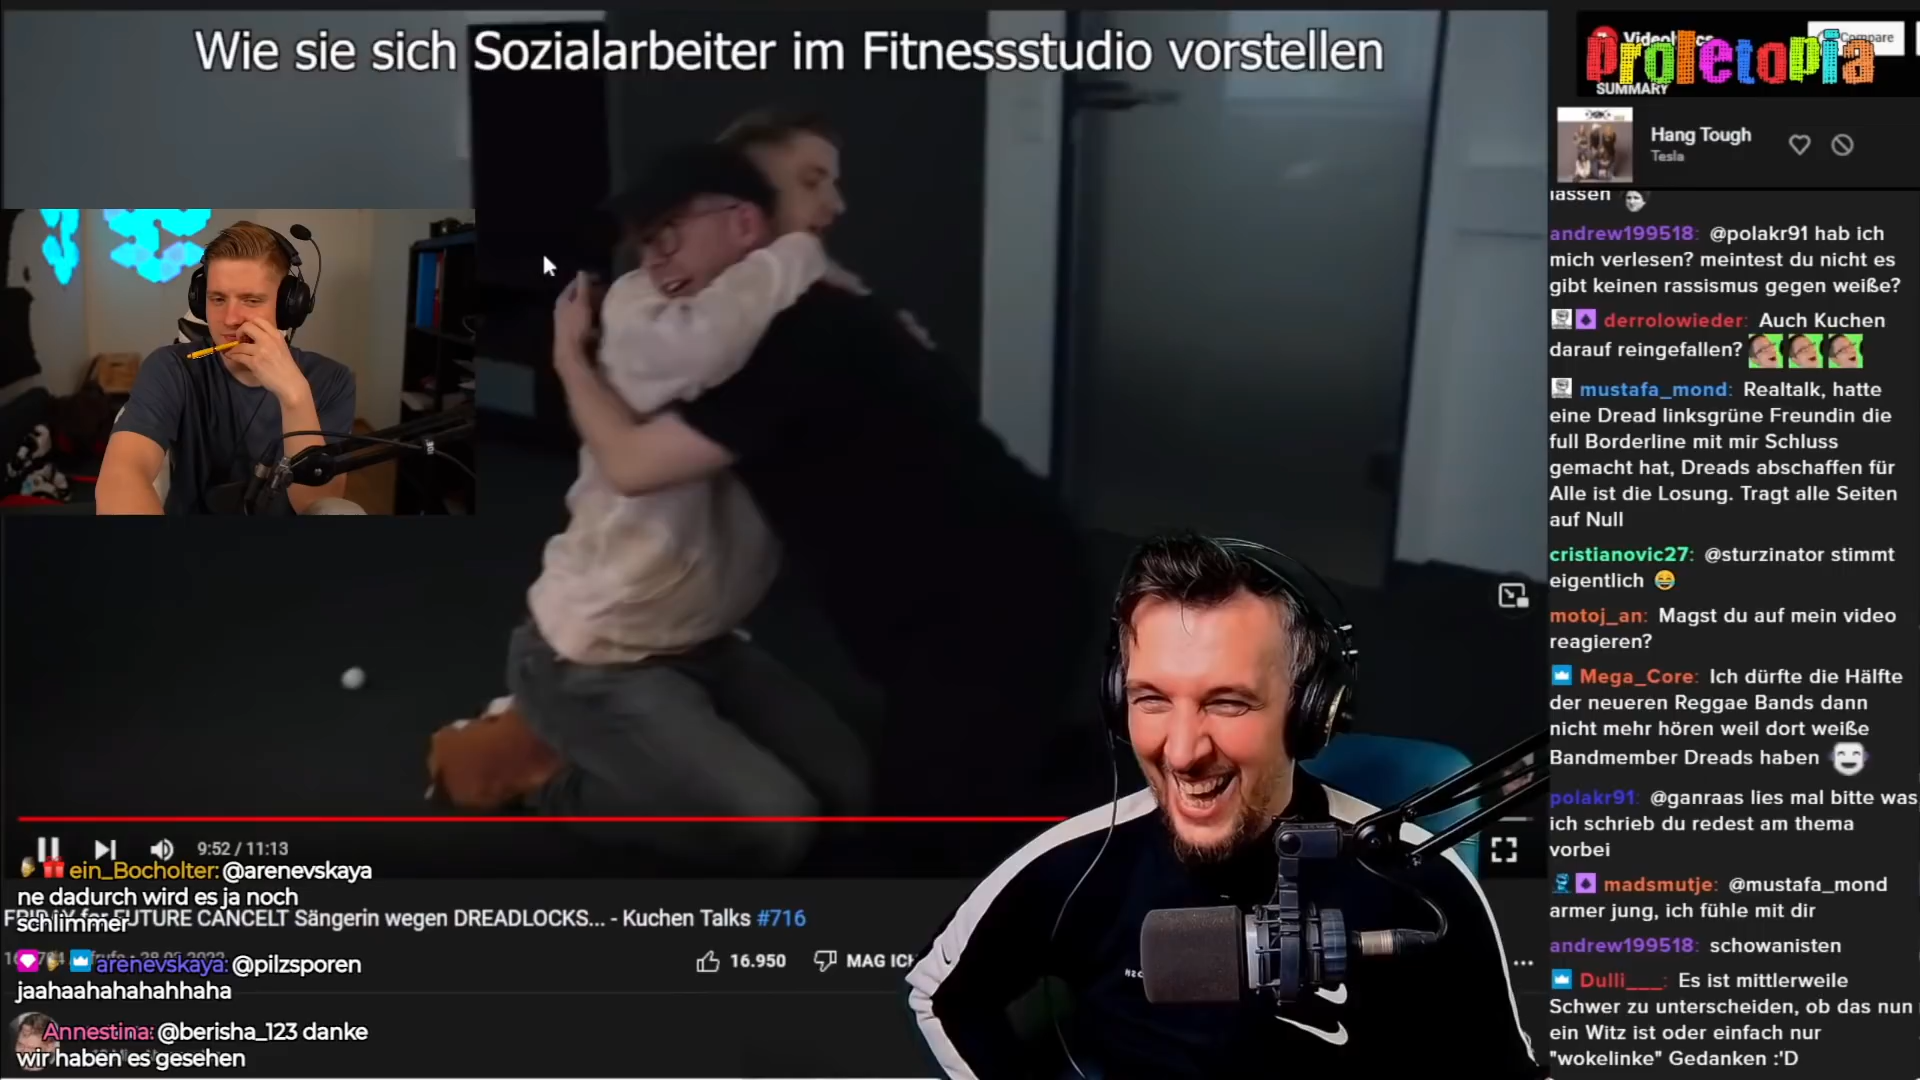 Wie sie sich Sozialarbeiter im Fitnessstudio vorstellen
9:52 / 11:13
ein_Bocholter: @arenevskaya
ne dadurch wird es ja noch
schlimmer
FUTURE CANCELT Sängerin wegen DREADLOCKS... - Kuchen Talks #716
16.950
MAG
arenevskaya: @pilzsporen
jaahaahahahahhaha
Annestina: @berisha_123 danke
wir haben es gesehen
Compare
Proletopia
SUMMARY
Hang Tough
Tesla
lassen
andrew199518: @polakr91 hab ich
mich verlesen? meintest du nicht es
gibt keinen rassismus gegen weiße?
derrolowieder: Auch Kuchen
darauf reingefallen?
mustafa_mond: Realtalk, hatte
eine Dread linksgrüne Freundin die
full Borderline mit mir Schluss
gemacht hat, Dreads abschaffen für
Alle ist die Losung. Tragt alle Seiten
auf Null
cristianovic27: @sturzinator stimmt
eigentlich 😂
motoj_an: Magst du auf mein video
reagieren?
Mega_Core: Ich dürfte die Hälfte
der neueren Reggae Bands dann
nicht mehr hören weil dort weiße
Bandmember Dreads haben
polakr91: @ganraas lies mal bitte was
ich schrieb du redest am thema
vorbei
madsmutje: @mustafa_mond
armer jung, ich fühle mit dir
andrew199518: schowanisten
Dulli___: Es ist mittlerweile
Schwer zu unterscheiden, ob das nun
ein Witz ist oder einfach nur
"wokelinke" Gedanken :'D